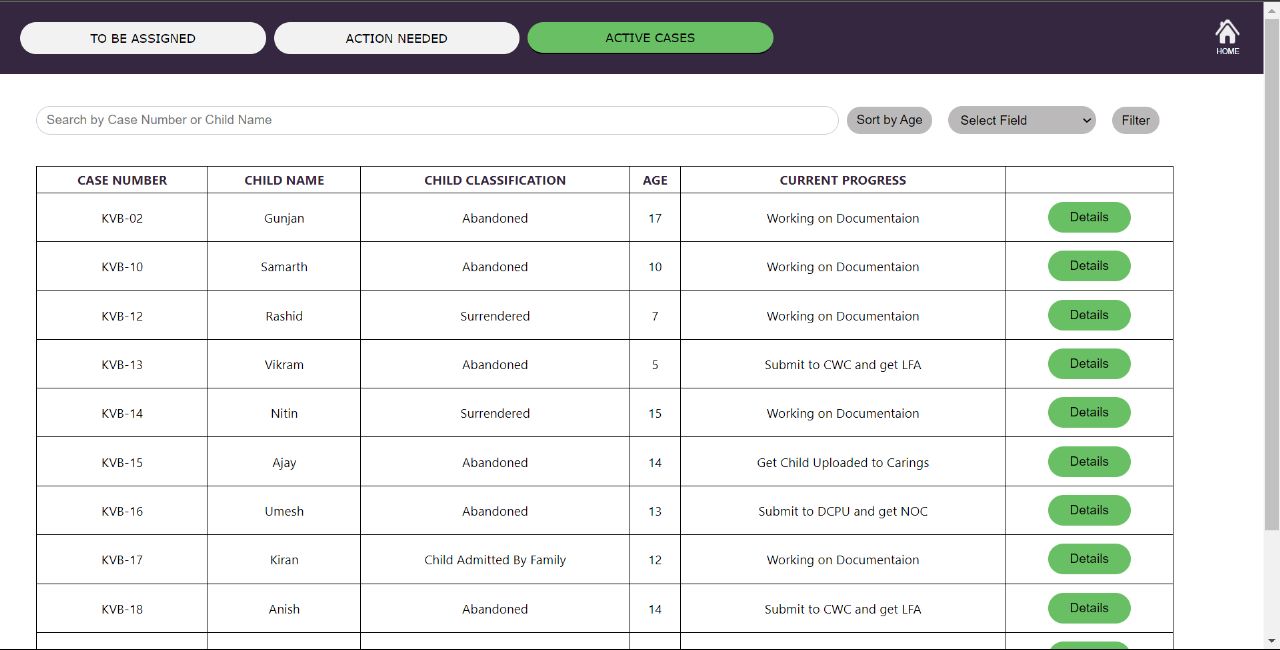 TO BE ASSIGNED ACTION NEEDED ACTIVE CASES
HOME
Search by Case Number or Child Name Sort by Age Select Field Filter
CASE NUMBER CHILD NAME CHILD CLASSIFICATION AGE CURRENT PROGRESS
KVB-02 Gunjan Abandoned 17 Working on Documentaion Details
KVB-10 Samarth Abandoned 10 Working on Documentaion Details
KVB-12 Rashid Surrendered 7 Working on Documentaion Details
KVB-13 Vikram Abandoned 5 Submit to CWC and get LFA Details
KVB-14 Nitin Surrendered 15 Working on Documentaion Details
KVB-15 Ajay Abandoned 14 Get Child Uploaded to Carings Details
KVB-16 Umesh Abandoned 13 Submit to DCPU and get NOC Details
KVB-17 Kiran Child Admitted By Family 12 Working on Documentaion Details
KVB-18 Anish Abandoned 14 Submit to CWC and get LFA Details